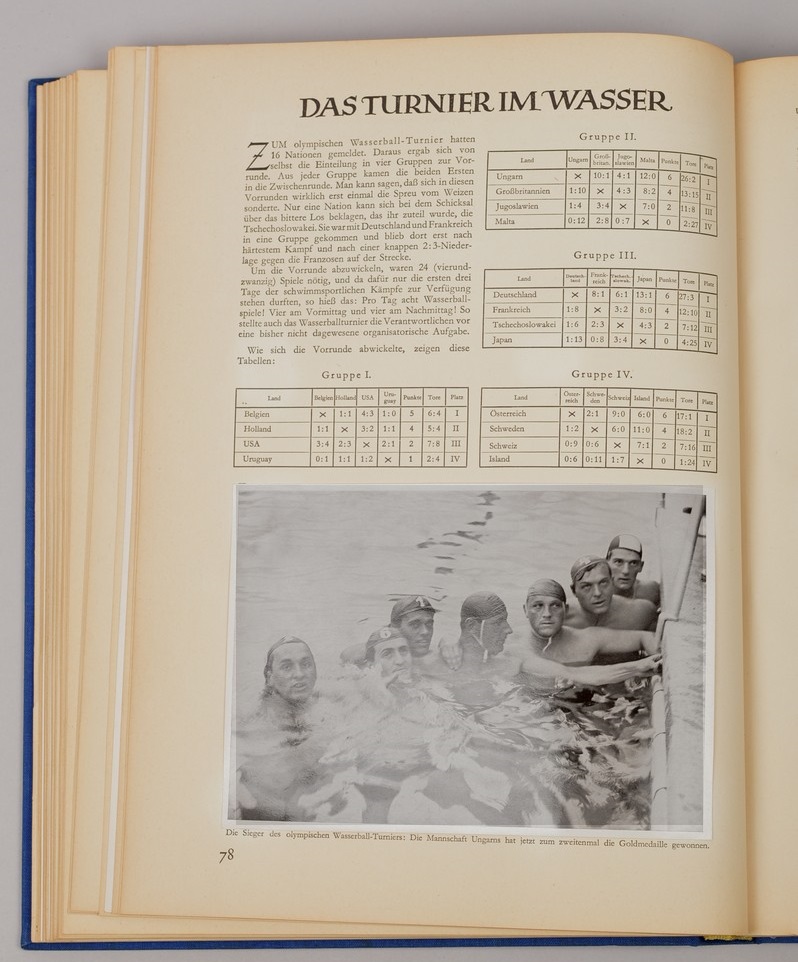 DAS TURNIER IM WASSER
ZUM olympischen Wasserball-Turnier hatten
16 Nationen gemeldet. Daraus ergab sich von
selbst die Einteilung in vier Gruppen zur Vor-
runde. Aus jeder Gruppe kamen die beiden Ersten
in die Zwischenrunde. Man kann sagen, daß sich in diesen
Vorrunden wirklich erst einmal die Spreu vom Weizen
sonderte. Nur eine Nation kann sich bei dem Schicksal
über das bittere Los beklagen, das ihr zuteil wurde, die
Tschechoslowakei. Sie war mit Deutschland und Frankreich
in eine Gruppe gekommen und blieb dort erst nach
härtestem Kampf und nach einer knappen 2:3-Nieder-
lage gegen die Franzosen auf der Strecke.
Um die Vorrunde abzuwickeln, waren 24 (vierund-
zwanzig) Spiele nötig, und da dafür nur die ersten drei
Tage der schwimmsportlichen Kämpfe zur Verfügung
stehen durften, so hieß das: Pro Tag acht Wasserball-
spiele! Vier am Vormittag und vier am Nachmittag! So
stellte auch das Wasserballturnier die Verantwortlichen vor
eine bisher nicht dagewesene organisatorische Aufgabe.
Wie sich die Vorrunde abwickelte, zeigen diese
Tabellen:
Gruppe I.
Land Belgien Holland USA Uru-guay Punkte Tore Platz
Belgien × 1:1 4:3 1:0 5 6:4 I
Holland 1:1 × 3:2 1:1 4 5:4 II
USA 3:4 2:3 × 2:1 2 7:8 III
Uruguay 0:1 1:1 1:2 × 1 2:4 IV
Gruppe II.
Land Ungarn Groß-britan. Jugo-slawien Malta Punkte Tore Platz
Ungarn × 10:1 4:1 12:0 6 26:2 I
Großbritannien 1:10 × 4:3 8:2 4 13:15 II
Jugoslawien 1:4 3:4 × 7:0 2 11:8 III
Malta 0:12 2:8 0:7 × 0 2:27 IV
Gruppe III.
Land Deutsch-land Frank-reich Tschech-slowak. Japan Punkte Tore Platz
Deutschland × 8:1 6:1 13:1 6 27:3 I
Frankreich 1:8 × 3:2 8:0 4 12:10 II
Tschechoslowakei 1:6 2:3 × 4:3 2 7:12 III
Japan 1:13 0:8 3:4 × 0 4:25 IV
Gruppe IV.
Land Öster-reich Schwe-den Schweiz Island Punkte Tore Platz
Österreich × 2:1 9:0 6:0 6 17:1 I
Schweden 1:2 × 6:0 11:0 4 18:2 II
Schweiz 0:9 0:6 × 7:1 2 7:16 III
Island 0:6 0:11 1:7 × 0 1:24 IV
Die Sieger des olympischen Wasserball-Turniers: Die Mannschaft Ungarns hat jetzt zum zweitenmal die Goldmedaille gewonnen.
78